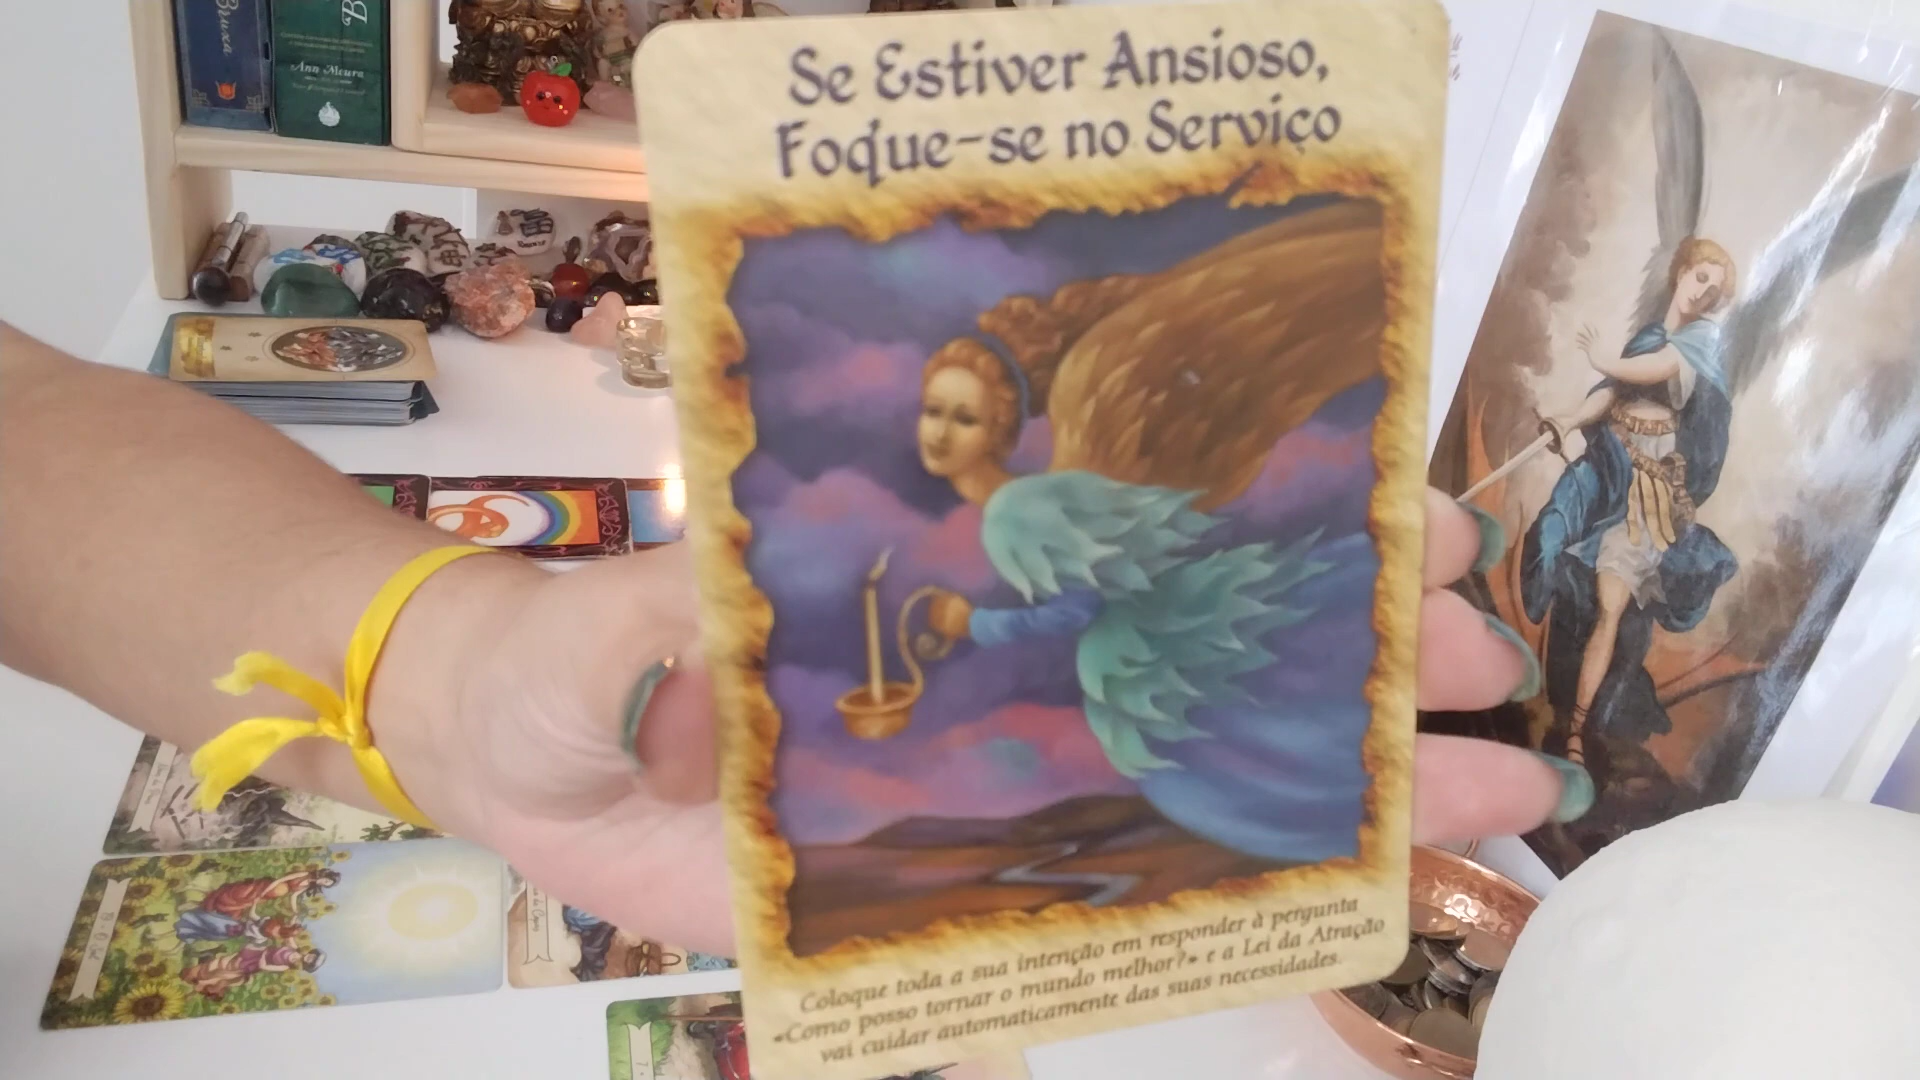 Bruxa
Ann Moura
Se Estiver Ansioso,
Foque-se no Serviço
Coloque toda a sua intenção em responder à pergunta
«Como posso tornar o mundo melhor?» e a Lei da Atração
vai cuidar automaticamente das suas necessidades.